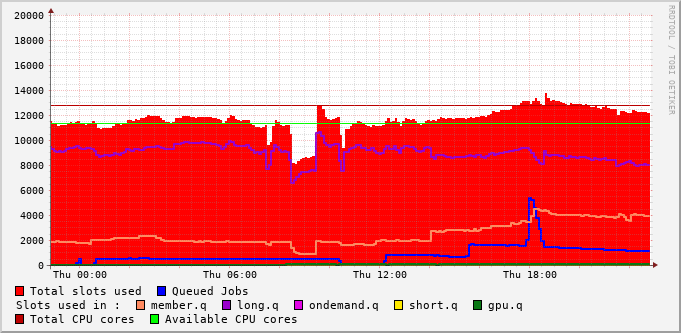 20000
18000
16000
14000
12000
10000
8000
6000
4000
2000
0
Thu 00:00 Thu 06:00 Thu 12:00 Thu 18:00
RRDTOOL / TOBI OETIKER
Total slots used Queued Jobs
Slots used in : member.q long.q ondemand.q short.q gpu.q
Total CPU cores Available CPU cores